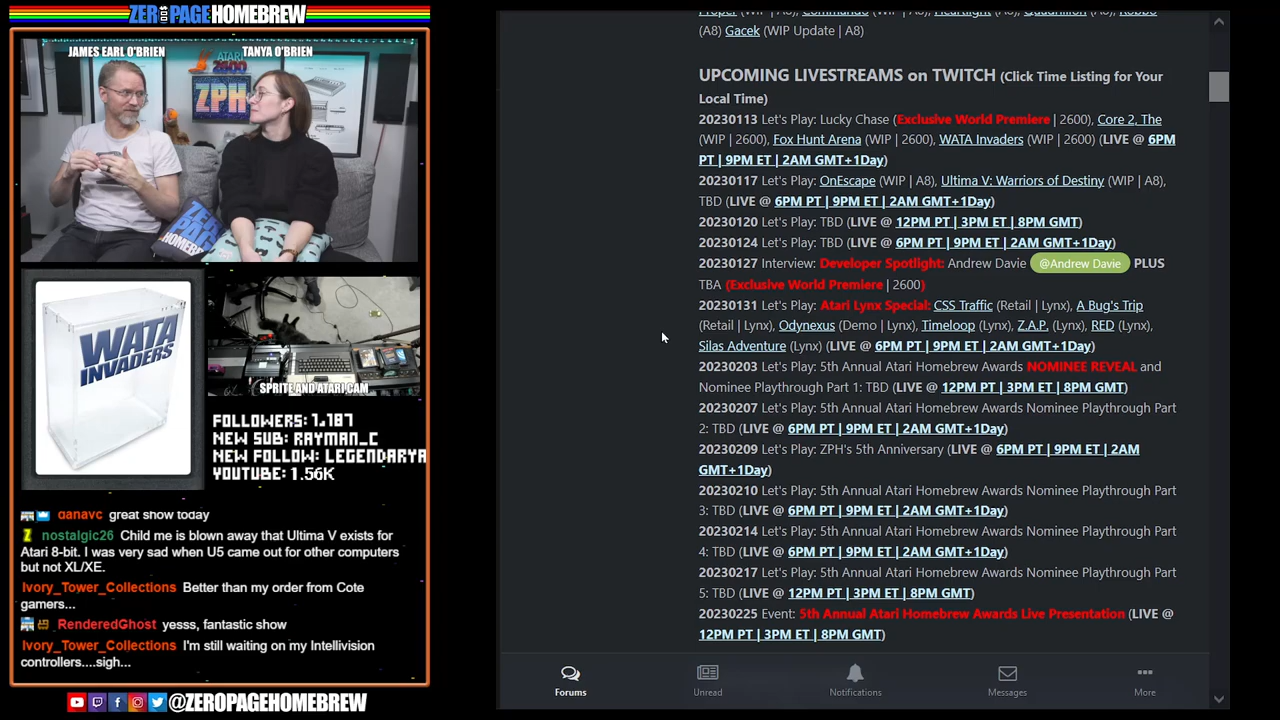 ZEROPAGEHOMEBREW
JAMES EARL O'BRIEN
TANYA O'BRIEN
ATARI
2600
ZPH
ZERO
PAGE
HOMEBREW
WATA
INVADERS
SPRITE AND ATARI CAM
FOLLOWERS: 1,187
NEW SUB: RAYMAN_C
NEW FOLLOW: LEGENDARYA
YOUTUBE: 1.56K
danavc great show today
nostalgic26 Child me is blown away that Ultima V exists for
Atari 8-bit. I was very sad when U5 came out for other computers
but not XL/XE.
Ivory_Tower_Collections Better than my order from Cote
gamers...
RenderedGhost yesss, fantastic show
Ivory_Tower_Collections I'm still waiting on my Intellivision
controllers....sigh...
@ZEROPAGEHOMEBREW
(A8) Gacek (WIP Update | A8)
UPCOMING LIVESTREAMS on TWITCH (Click Time Listing for Your
Local Time)
20230113 Let's Play: Lucky Chase (Exclusive World Premiere | 2600), Core 2, The
(WIP | 2600), Fox Hunt Arena (WIP | 2600), WATA Invaders (WIP | 2600) (LIVE @ 6PM
PT | 9PM ET | 2AM GMT+1Day)
20230117 Let's Play: OnEscape (WIP | A8), Ultima V: Warriors of Destiny (WIP | A8),
TBD (LIVE @ 6PM PT | 9PM ET | 2AM GMT+1Day)
20230120 Let's Play: TBD (LIVE @ 12PM PT | 3PM ET | 8PM GMT)
20230124 Let's Play: TBD (LIVE @ 6PM PT | 9PM ET | 2AM GMT+1Day)
20230127 Interview: Developer Spotlight: Andrew Davie @Andrew Davie PLUS
TBA (Exclusive World Premiere | 2600)
20230131 Let's Play: Atari Lynx Special: CSS Traffic (Retail | Lynx), A Bug's Trip
(Retail | Lynx), Odynexus (Demo | Lynx), Timeloop (Lynx), Z.A.P. (Lynx), RED (Lynx),
Silas Adventure (Lynx) (LIVE @ 6PM PT | 9PM ET | 2AM GMT+1Day)
20230203 Let's Play: 5th Annual Atari Homebrew Awards NOMINEE REVEAL and
Nominee Playthrough Part 1: TBD (LIVE @ 12PM PT | 3PM ET | 8PM GMT)
20230207 Let's Play: 5th Annual Atari Homebrew Awards Nominee Playthrough Part
2: TBD (LIVE @ 6PM PT | 9PM ET | 2AM GMT+1Day)
20230209 Let's Play: ZPH's 5th Anniversary (LIVE @ 6PM PT | 9PM ET | 2AM
GMT+1Day)
20230210 Let's Play: 5th Annual Atari Homebrew Awards Nominee Playthrough Part
3: TBD (LIVE @ 6PM PT | 9PM ET | 2AM GMT+1Day)
20230214 Let's Play: 5th Annual Atari Homebrew Awards Nominee Playthrough Part
4: TBD (LIVE @ 6PM PT | 9PM ET | 2AM GMT+1Day)
20230217 Let's Play: 5th Annual Atari Homebrew Awards Nominee Playthrough Part
5: TBD (LIVE @ 12PM PT | 3PM ET | 8PM GMT)
20230225 Event: 5th Annual Atari Homebrew Awards Live Presentation (LIVE @
12PM PT | 3PM ET | 8PM GMT)
Forums
Unread
Notifications
Messages
More